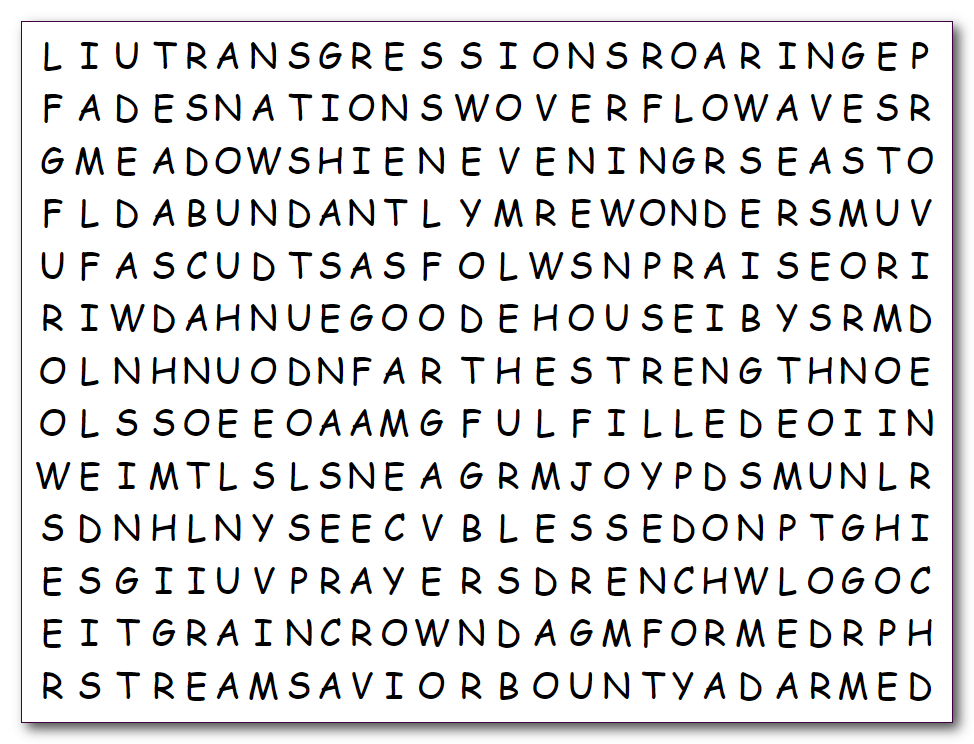 L I U T R A N S G R E S S I O N S R O A R I N G E P
F A D E S N A T I O N S W O V E R F L O W A V E S R
G M E A D O W S H I E N E V E N I N G R S E A S T O
F L D A B U N D A N T L Y M R E W O N D E R S M U V
U F A S C U D T S A S F O L W S N P R A I S E O R I
R I W D A H N U E G O O D E H O U S E I B Y S R M D
O L N H N U O D N F A R T H E S T R E N G T H N O E
O L S S O E E O A A M G F U L F I L L E D E O I I N
W E I M T L S L S N E A G R M J O Y P D S M U N L R
S D N H L N Y S E E C V B L E S S E D O N P T G H I
E S G I I U V P R A Y E R S D R E N C H W L O G O C
E I T G R A I N C R O W N D A G M F O R M E D R P H
R S T R E A M S A V I O R B O U N T Y A D A R M E D